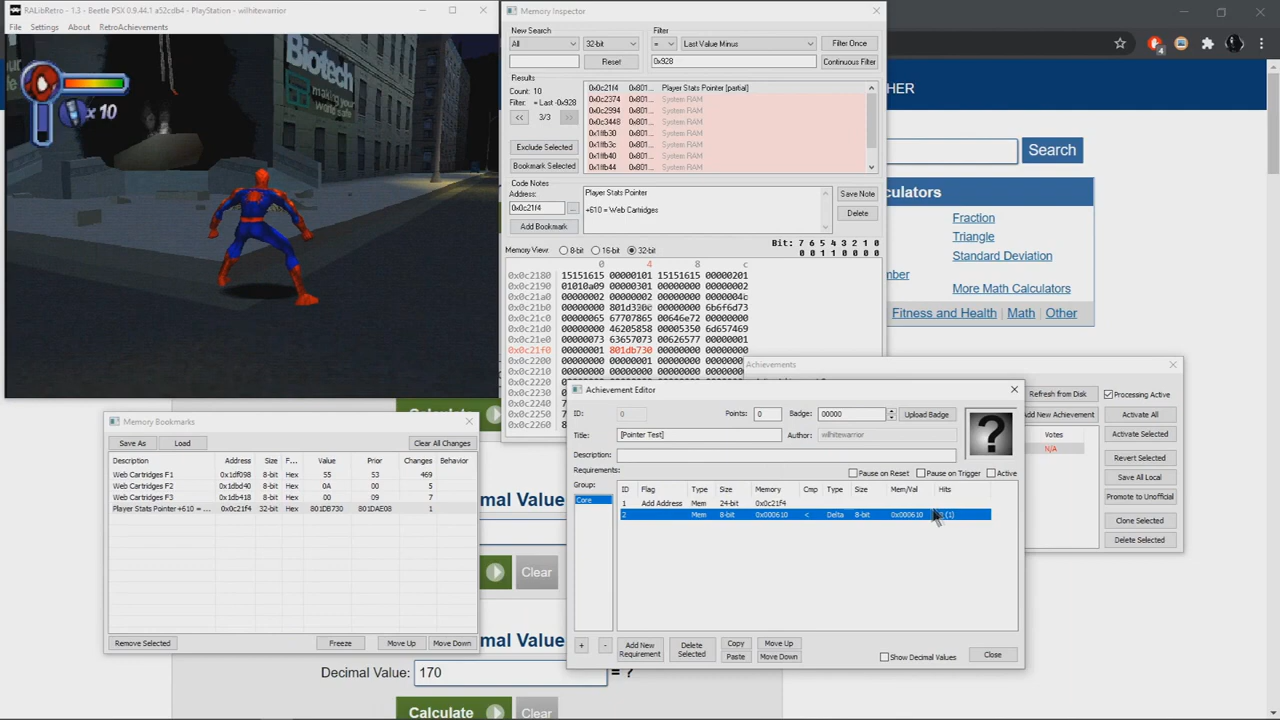 RALibRetro - 1.3 - Beetle PSX 0.9.44.1 a52cdb4 - PlayStation - wilhitewarrior
File Settings About RetroAchievements
Biotech
making your
world safe
x 10
Memory Inspector
New Search
Filter
All
32-bit
=
Last Value Minus
Filter Once
Reset
0x928
Continuous Filter
Results
Count: 10
Filter: = Last -0x928
<< 3/3 >>
Exclude Selected
Bookmark Selected
0x0c21f4 0x801... Player Stats Pointer [partial]
0x0c2374 0x801... System RAM
0x0c2994 0x801... System RAM
0x0c3448 0x801... System RAM
0x1ffb30 0x801... System RAM
0x1ffb3c 0x801... System RAM
0x1ffb40 0x801... System RAM
0x1ffb44 0x801... System RAM
Code Notes
Address:
0x0c21f4
...
Add Bookmark
Player Stats Pointer
+610 = Web Cartridges
Save Note
Delete
Bit: 7 6 5 4 3 2 1 0
Memory View: 8-bit 16-bit 32-bit
0 4 8 c
0x0c2180 15151615 00000101 15151615 00000201
0x0c2190 01010a09 00000301 00000000 00000002
0x0c21a0 00000002 00000002 00000000 0000004c
0x0c21b0 00000000 801d330c 00000000 6b6f6d73
0x0c21c0 00000065 67707865 00646e72 00000000
0x0c21d0 00000000 46205858 00005350 6d657469
0x0c21e0 00000073 63657073 00626577 00000001
0x0c21f0 00000001 801db730 00000000 00000000
0x0c2200 00000000 00000001 00000000 00000000
HER
Search
culators
Fraction
Triangle
Standard Deviation
mber
More Math Calculators
Fitness and Health Math Other
Achievements
Refresh from Disk
Processing Active
Add New Achievement
Activate All
Votes
Activate Selected
N/A
Revert Selected
Save All Local
Promote to Unofficial
Clone Selected
Delete Selected
Achievement Editor
ID: 0
Points: 0
Badge: 00000
Upload Badge
Title: [Pointer Test]
Author: wilhitewarrior
Description:
Requirements:
Pause on Reset
Pause on Trigger
Active
Group:
Core
ID Flag Type Size Memory Cmp Type Size Mem/Val Hits
1 Add Address Mem 24-bit 0x0c21f4
2 Mem 8-bit 0x000610 < Delta 8-bit 0x000610 (1)
+ -
Add New
Requirement
Delete
Selected
Copy
Paste
Move Up
Move Down
Show Decimal Values
Close
Memory Bookmarks
Save As
Load
Clear All Changes
Description Address Size F... Value Prior Changes Behavior
Web Cartridges F1 0x1df098 8-bit Hex 55 53 469
Web Cartridges F2 0x1db4e0 8-bit Hex 0A 00 5
Web Cartridges F3 0x1db418 8-bit Hex 00 09 7
Player Stats Pointer +610 = ... 0x0c21f4 32-bit Hex 801DB730 801DAE08 1
Remove Selected
Freeze
Move Up
Move Down
mal Value
Clear
mal Value
Decimal Value: 170 = ?
Calculate
Clear